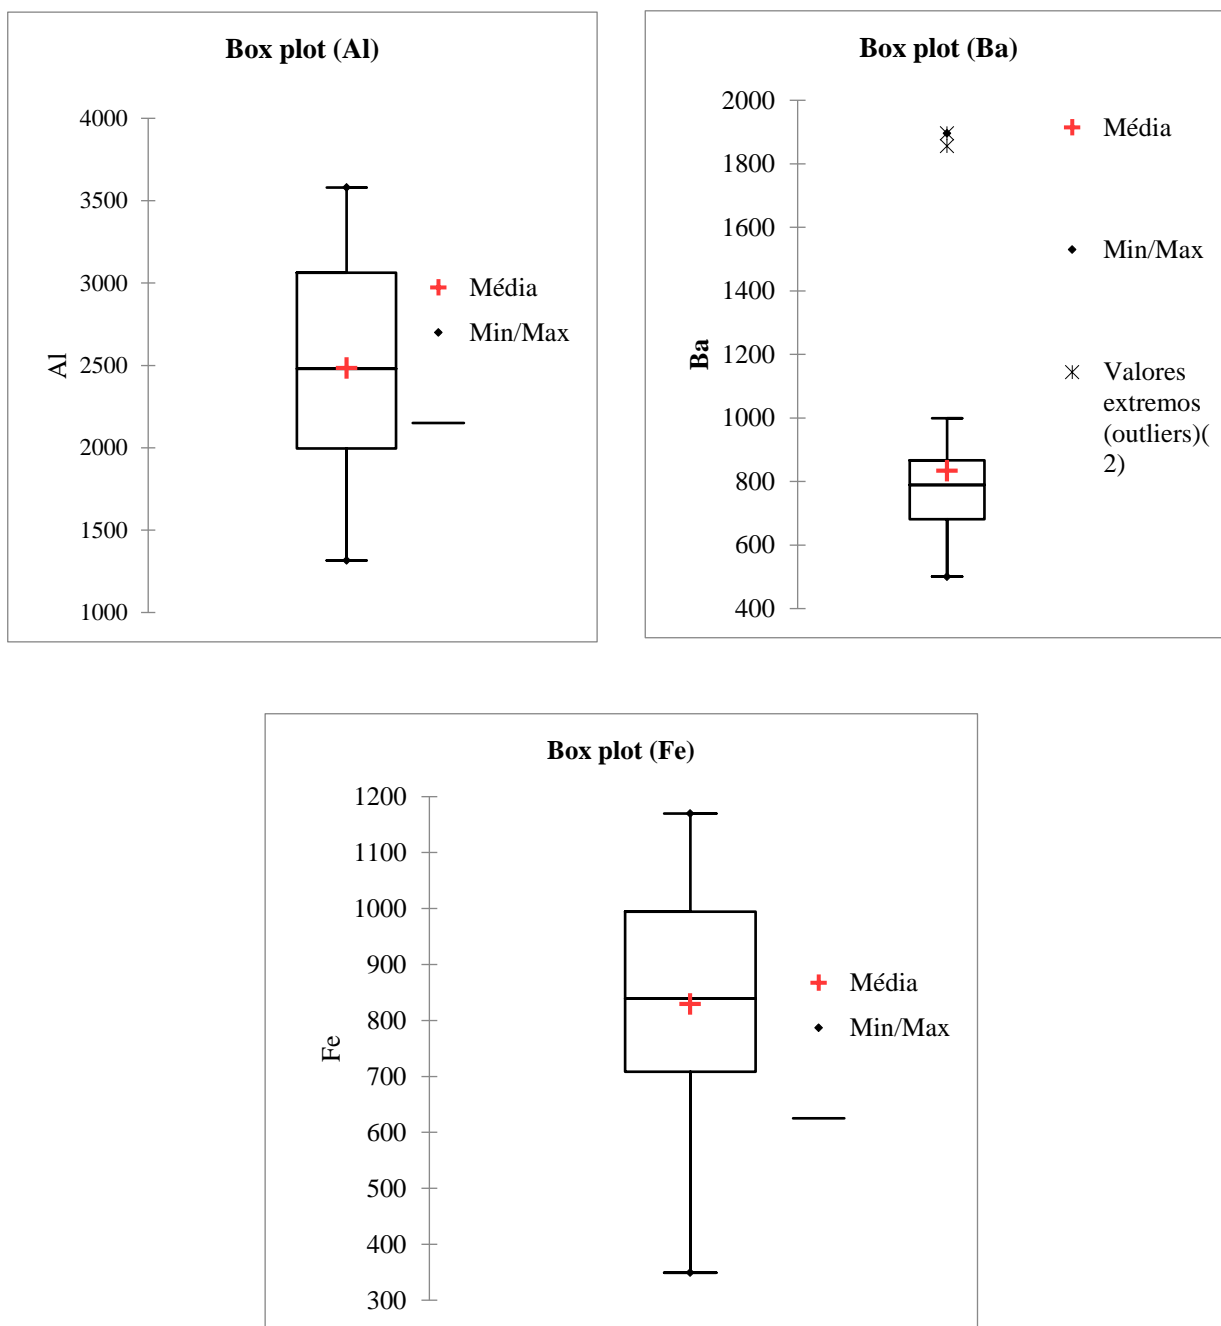 Box plot (Al)
4000
3500
3000
2500
2000
1500
1000
Al
Média
Min/Max
Box plot (Ba)
2000
1800
1600
1400
1200
1000
800
600
400
Ba
Média
Min/Max
Valores
extremos
(outliers)(
2)
Box plot (Fe)
1200
1100
1000
900
800
700
600
500
400
300
Fe
Média
Min/Max